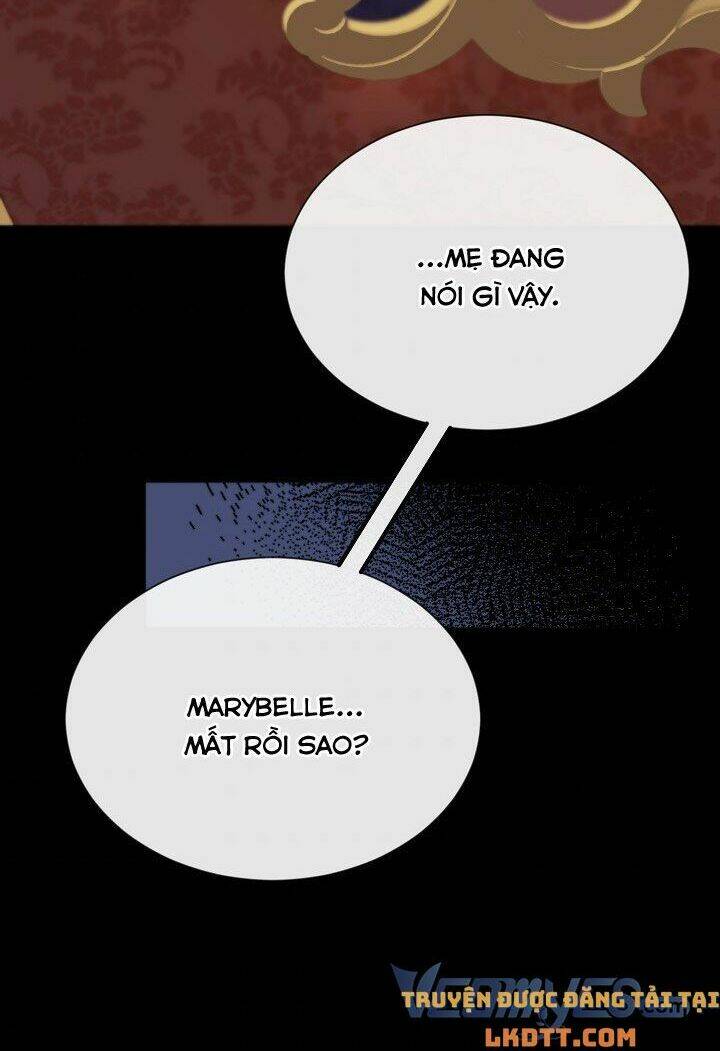 ...MẸ ĐANG
NÓI GÌ VẬY.
MARYBELLE...
MẤT RỒI SAO?
TRUYỆN ĐƯỢC ĐĂNG TẢI TẠI
LKDTT.COM